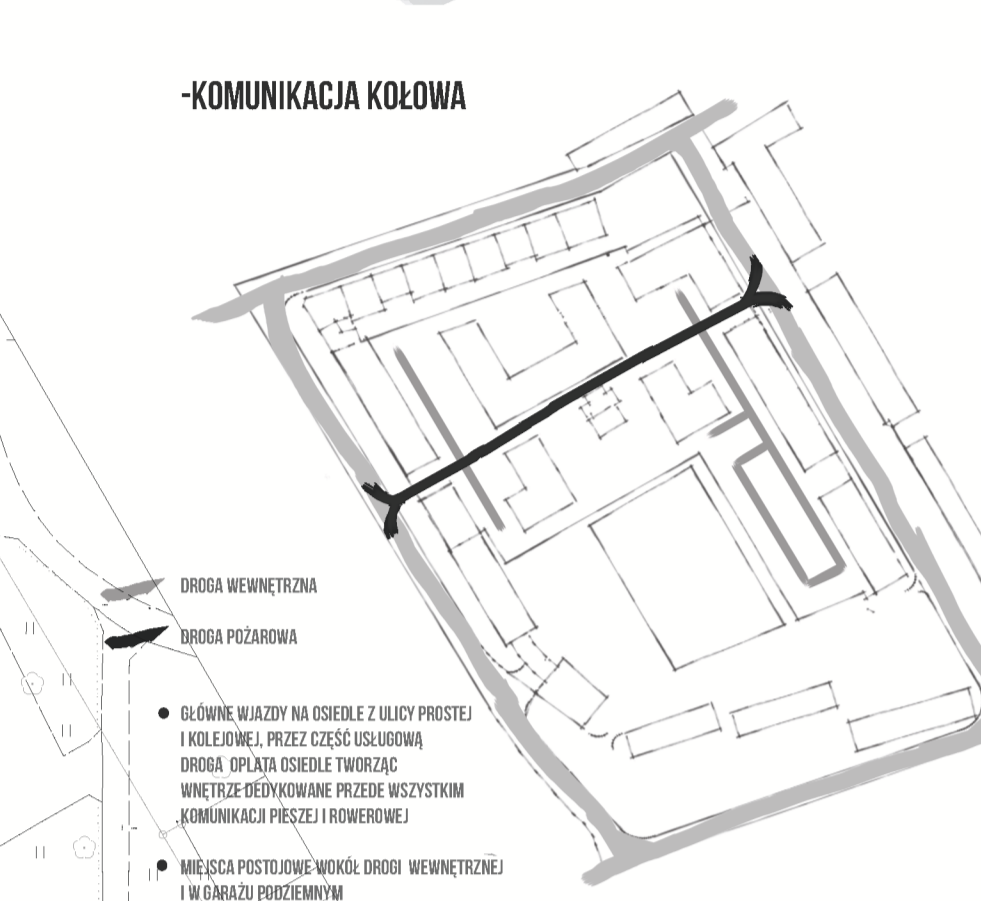 -KOMUNIKACJA KOŁOWA
DROGA WEWNĘTRZNA
DROGA POŻAROWA
● GŁÓWNE WJAZDY NA OSIEDLE Z ULICY PROSTEJ
I KOLEJOWEJ, PRZEZ CZĘŚĆ USŁUGOWĄ
DROGA OPLATA OSIEDLE TWORZĄC
WNĘTRZE DEDYKOWANE PRZEDE WSZYSTKIM
KOMUNIKACJI PIESZEJ I ROWEROWEJ
● MIEJSCA POSTOJOWE WOKÓŁ DROGI WEWNĘTRZNEJ
I W GARAŻU PODZIEMNYM